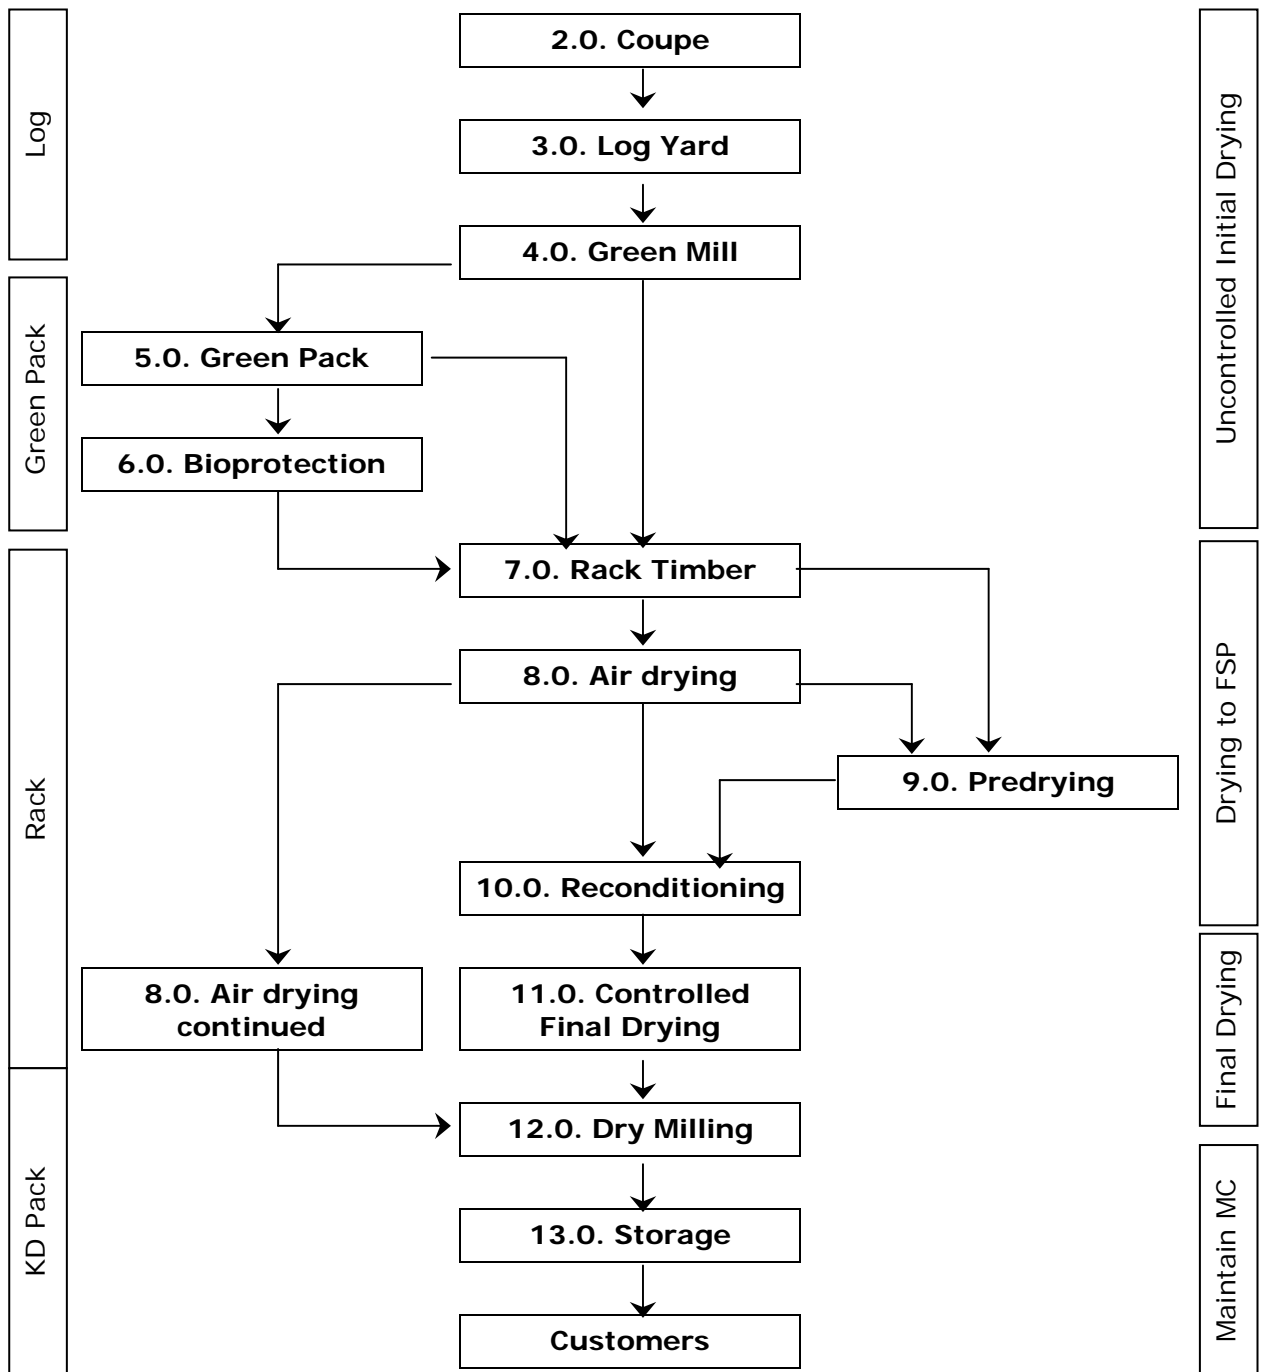 2.0. Coupe
Log
3.0. Log Yard
Uncontrolled Initial Drying
4.0. Green Mill
Green Pack
5.0. Green Pack
6.0. Bioprotection
7.0. Rack Timber
8.0. Air drying
Drying to FSP
9.0. Predrying
Rack
10.0. Reconditioning
8.0. Air drying
continued
11.0. Controlled
Final Drying
Final Drying
12.0. Dry Milling
KD Pack
13.0. Storage
Maintain MC
Customers